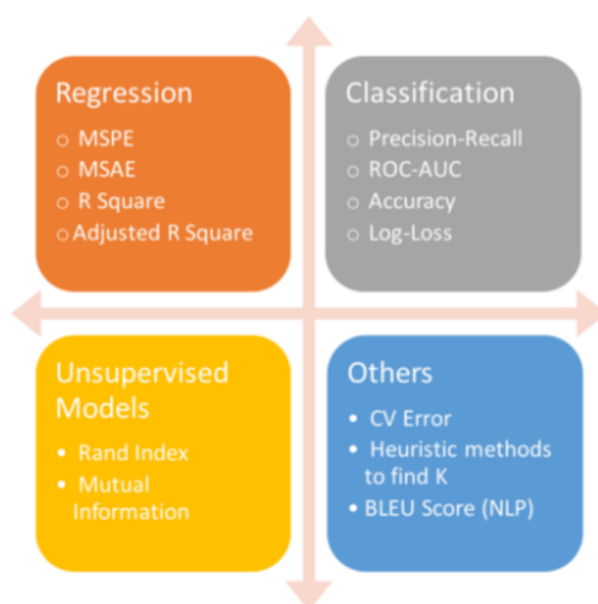 Regression
○ MSPE
○ MSAE
○ R Square
○ Adjusted R Square
Classification
○ Precision-Recall
○ ROC-AUC
○ Accuracy
○ Log-Loss
Unsupervised
Models
• Rand Index
• Mutual
Information
Others
• CV Error
• Heuristic methods
to find K
• BLEU Score (NLP)